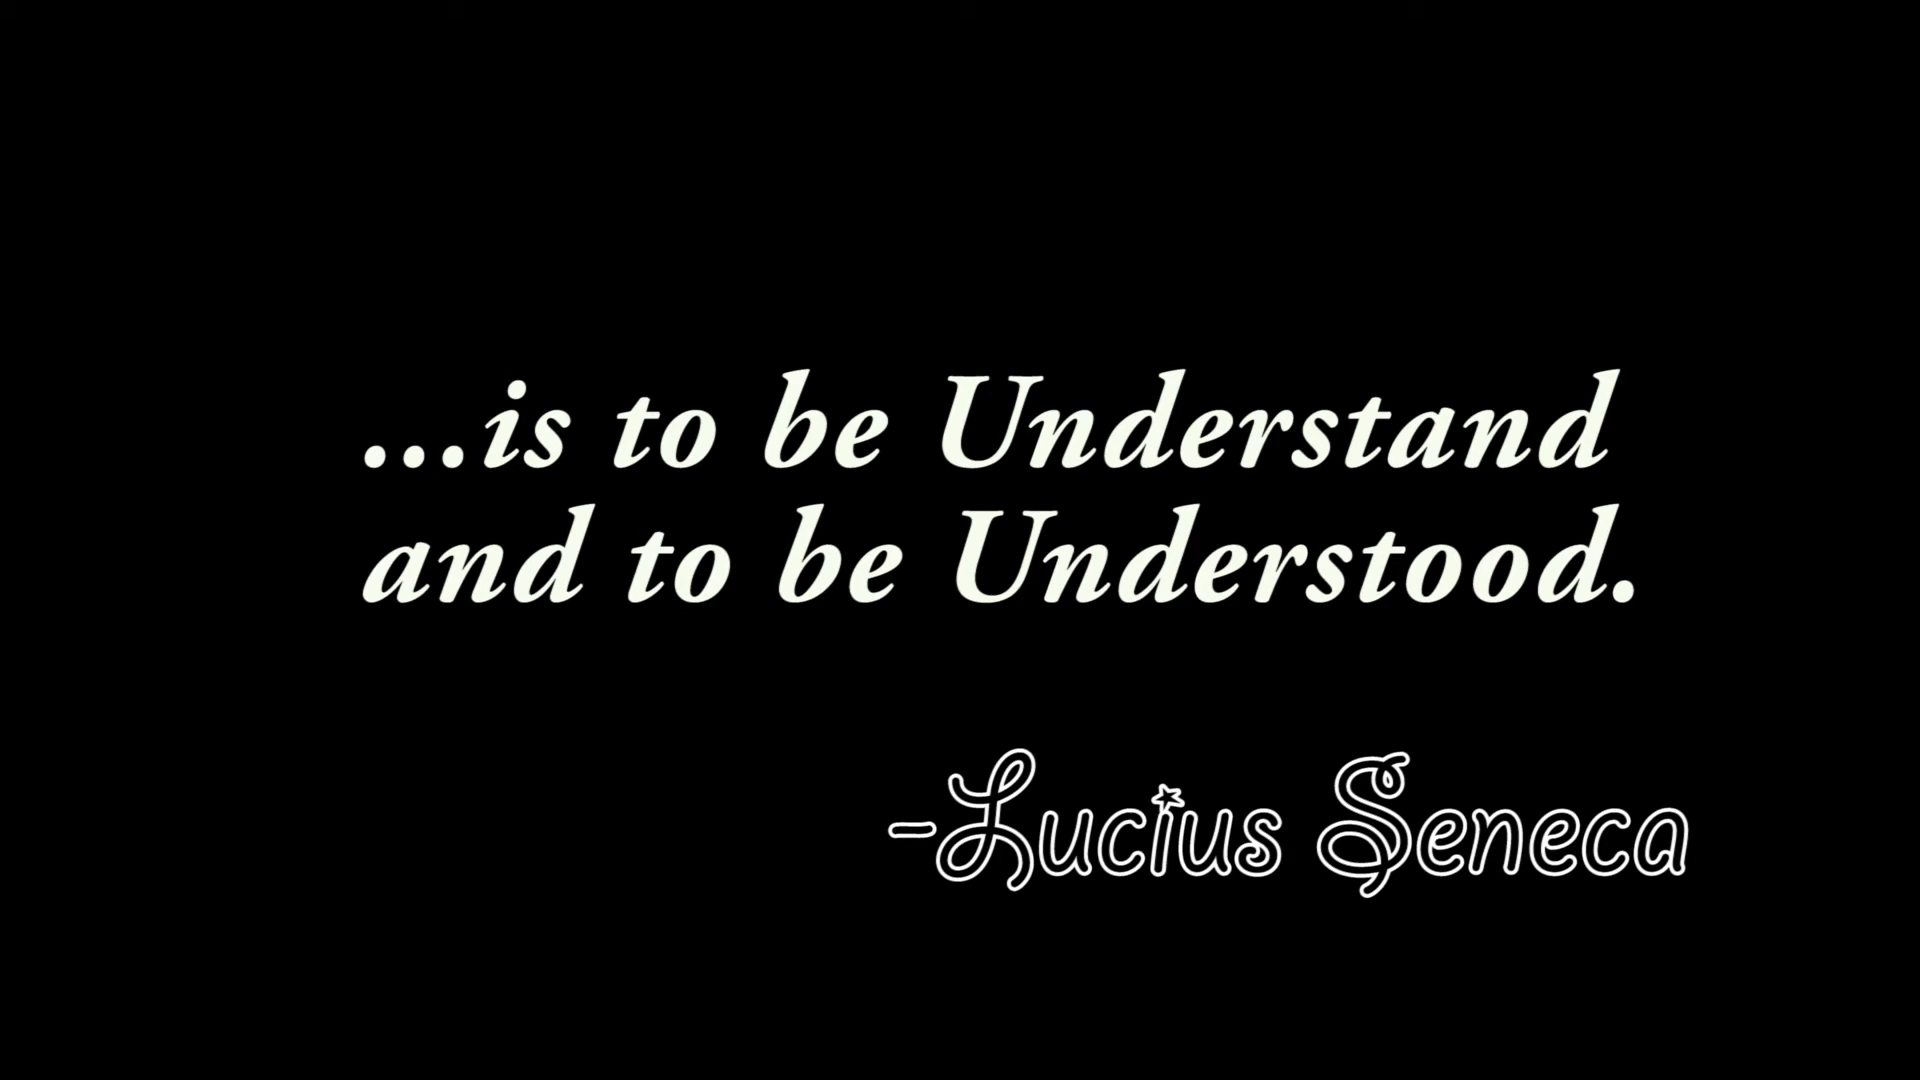 ...is to be Understand
and to be Understood.
-Lucius Seneca